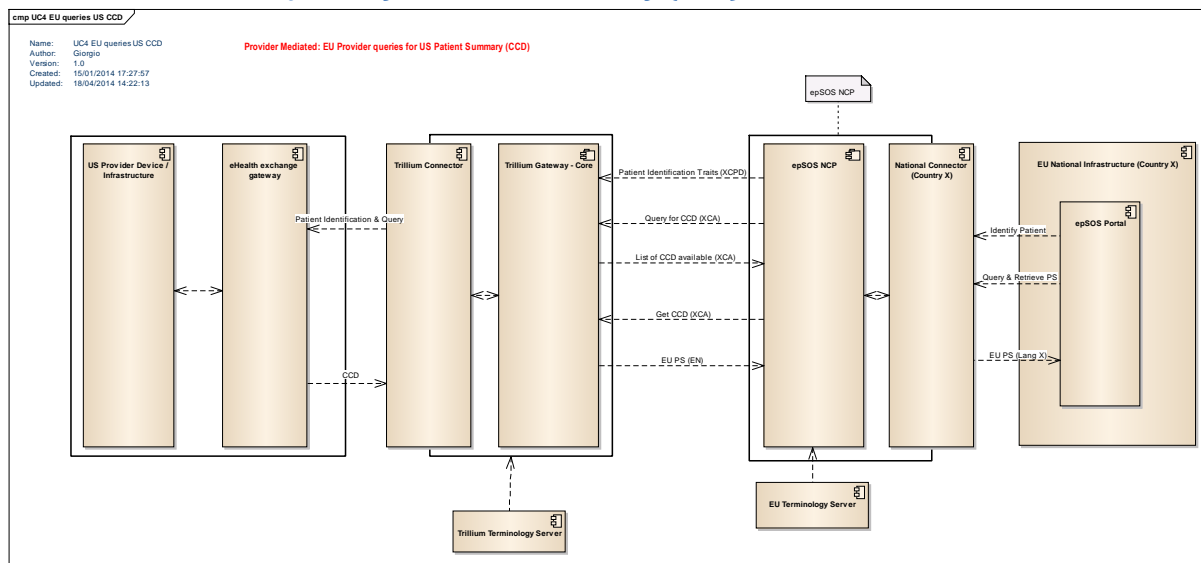 cmp UC4 EU queries US CCD
Name: UC4 EU queries US CCD
Author: Giorgio
Version: 1.0
Created: 15/01/2014 17:27:57
Updated: 18/04/2014 14:22:13
Provider Mediated: EU Provider queries for US Patient Summary (CCD)
epSOS NCP
US Provider Device /
Infrastructure
eHealth exchange
gateway
Trillium Connector
Trillium Gateway - Core
epSOS NCP
National Connector
(Country X)
EU National Infrastructure (Country X)
epSOS Portal
Patient Identification Traits (XCPD)
Patient Identification & Query
Query for CCD (XCA)
Identify Patient
List of CCD available (XCA)
Query & Retrieve PS
Get CCD (XCA)
EU PS (EN)
EU PS (Lang X)
CCD
Trillium Terminology Server
EU Terminology Server